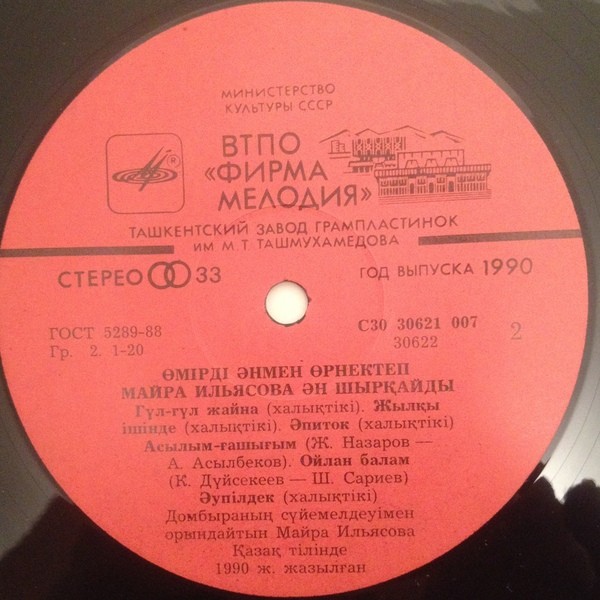 МИНИСТЕРСТВО
КУЛЬТУРЫ СССР
ВТПО
«ФИРМА
МЕЛОДИЯ»
®
ТАШКЕНТСКИЙ ЗАВОД ГРАМПЛАСТИНОК
ИМ М. Т. ТАШМУХАМЕДОВА
СТЕРЕО 33
ГОД ВЫПУСКА 1990
ГОСТ 5289-88
Гр. 2. 1-20
С30 30621 007
30622
2
ӨМІРДІ ӘНМЕН ӨРНЕКТЕП
МАЙРА ИЛЬЯСОВА ӘН ШЫРҚАЙДЫ
Гүл-гүл жайна (халықтікі). Жылқы
ішінде (халықтікі). Әпиток (халықтікі)
Асылым-ғашығым (Ж. Назаров —
А. Асылбеков). Ойлан балам
(К. Дүйсекеев — Ш. Сариев)
Әупілдек (халықтікі)
Домбыраның сүйемелдеуімен
орындайтын Майра Ильясова
Қазақ тілінде
1990 ж. жазылған